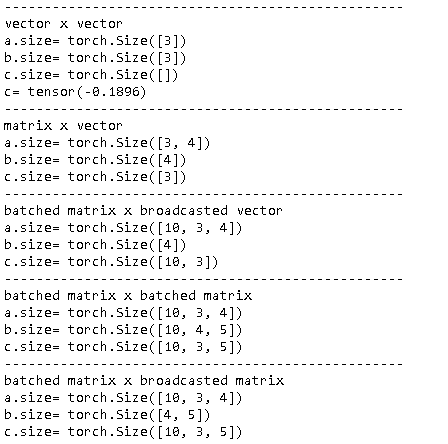 --------------------------------------------------
vector x vector
a.size= torch.Size([3])
b.size= torch.Size([3])
c.size= torch.Size([])
c= tensor(-0.1896)
--------------------------------------------------
matrix x vector
a.size= torch.Size([3, 4])
b.size= torch.Size([4])
c.size= torch.Size([3])
--------------------------------------------------
batched matrix x broadcasted vector
a.size= torch.Size([10, 3, 4])
b.size= torch.Size([4])
c.size= torch.Size([10, 3])
--------------------------------------------------
batched matrix x batched matrix
a.size= torch.Size([10, 3, 4])
b.size= torch.Size([10, 4, 5])
c.size= torch.Size([10, 3, 5])
--------------------------------------------------
batched matrix x broadcasted matrix
a.size= torch.Size([10, 3, 4])
b.size= torch.Size([4, 5])
c.size= torch.Size([10, 3, 5])